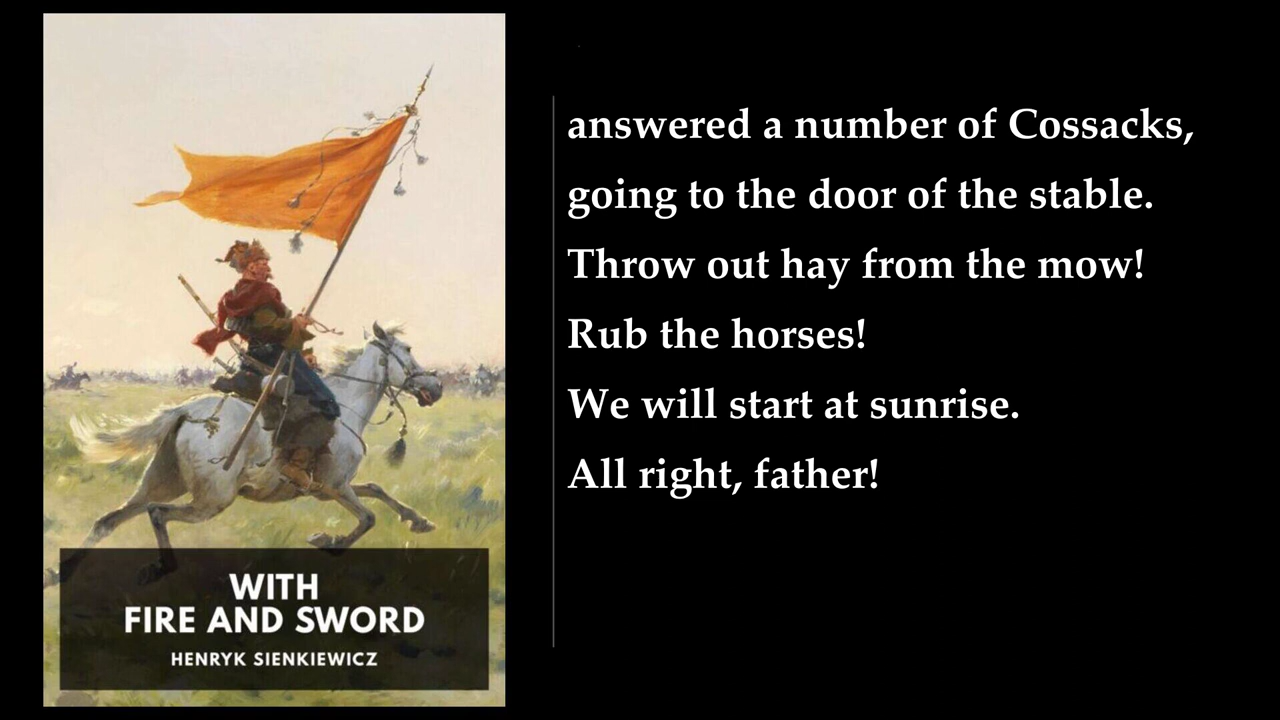 answered a number of Cossacks,
going to the door of the stable.
Throw out hay from the mow!
Rub the horses!
We will start at sunrise.
All right, father!
WITH
FIRE AND SWORD
HENRYK SIENKIEWICZ